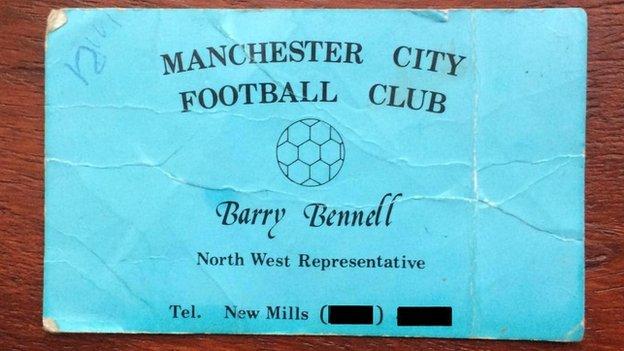 MANCHESTER CITY
FOOTBALL CLUB
Barry Bennell
North West Representative
Tel. New Mills ( )